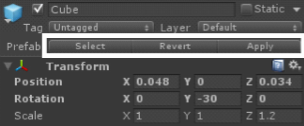 Cube Static
Tag Untagged Layer Default
Prefab Select Revert Apply
Transform
Position X 0.048 Y 0 Z 0.034
Rotation X 0 Y -30 Z 0
Scale X 1 Y 1 Z 1.2